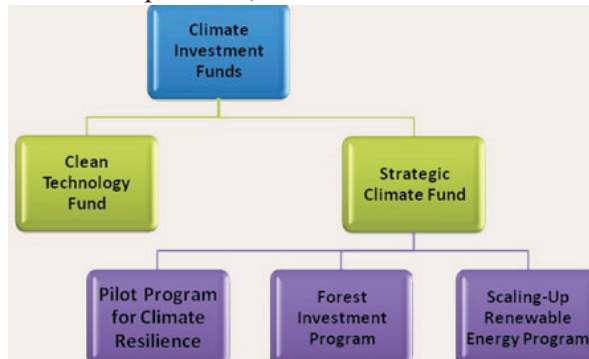 Climate
Investment
Funds
Clean
Technology
Fund
Strategic
Climate Fund
Pilot Program
for Climate
Resilience
Forest
Investment
Program
Scaling-Up
Renewable
Energy Program